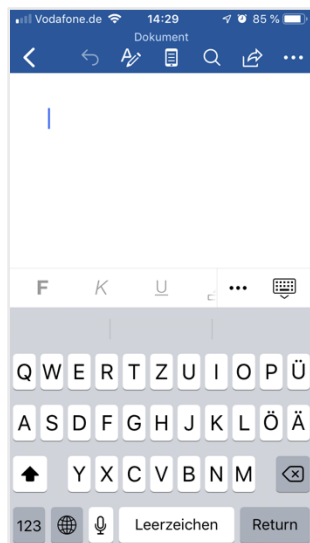 Vodafone.de 14:29 85 %
Dokument
F K U
Q W E R T Z U I O P Ü
A S D F G H J K L Ö Ä
Y X C V B N M
123 Leerzeichen Return